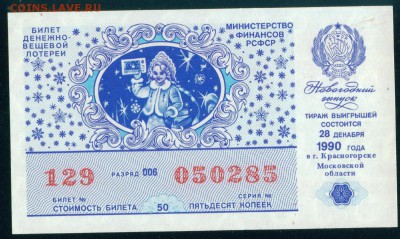 COINS.LAVE.RU
БИЛЕТ
ДЕНЕЖНО-
ВЕЩЕВОЙ
ЛОТЕРЕИ
МИНИСТЕРСТВО
ФИНАНСОВ
РСФСР
Новогодний
выпуск
ТИРАЖ ВЫИГРЫШЕЙ
СОСТОИТСЯ
28 ДЕКАБРЯ
1990 ГОДА
в г. Красногорске
Московской
области
129 РАЗРЯД 006 050285
БИЛЕТ № СЕРИЯ №
СТОИМОСТЬ БИЛЕТА 50 ПЯТЬДЕСЯТ КОПЕЕК